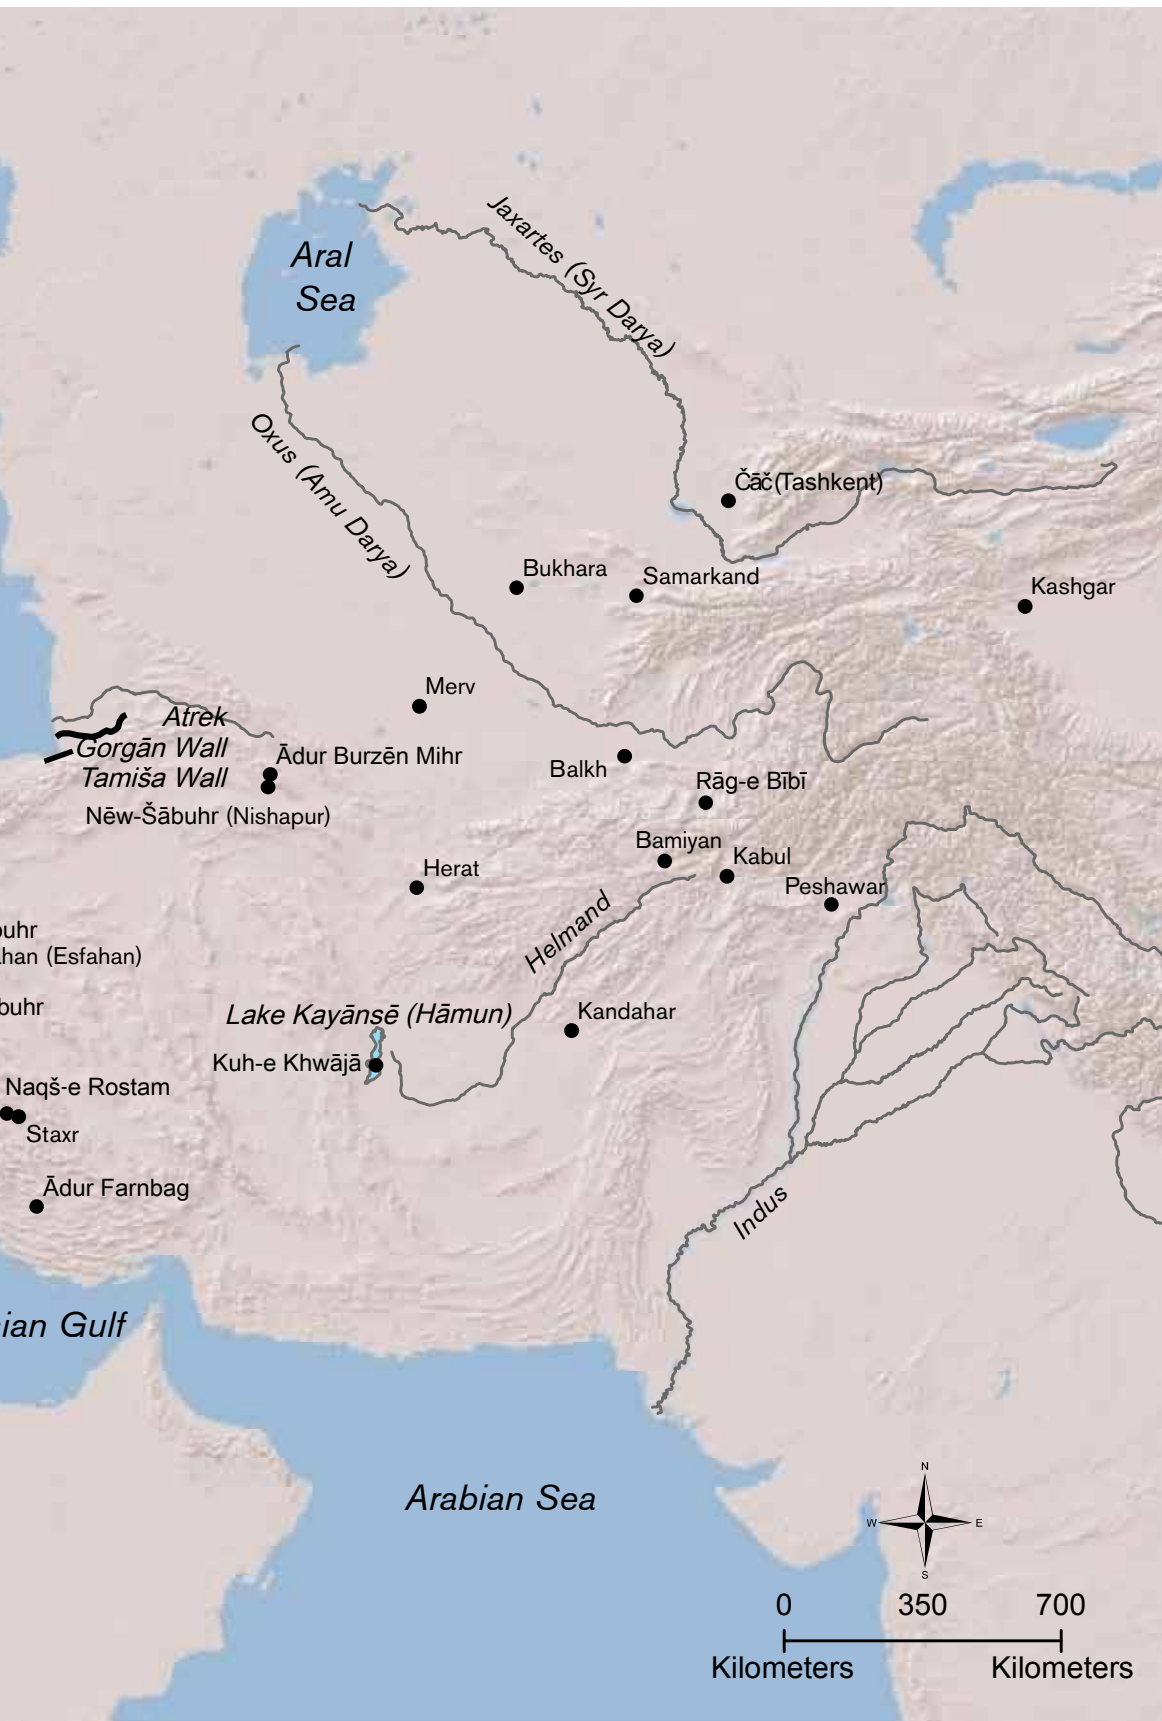 Aral
Sea
Jaxartes (Syr Darya)
Oxus (Amu Darya)
Čāč (Tashkent)
Bukhara
Samarkand
Kashgar
Merv
Atrek
Gorgān Wall
Tamiša Wall
Ādur Burzēn Mihr
Nēw-Šābuhr (Nishapur)
Balkh
Rāg-e Bībī
Bamiyan
Kabul
Herat
Peshawar
Helmand
buhr
han (Esfahan)
buhr
Lake Kayānsē (Hāmun)
Kandahar
Kuh-e Khwājā
Naqš-e Rostam
Staxr
Ādur Farnbag
Indus
ian Gulf
Arabian Sea
N
W E
S
0 350 700
Kilometers Kilometers